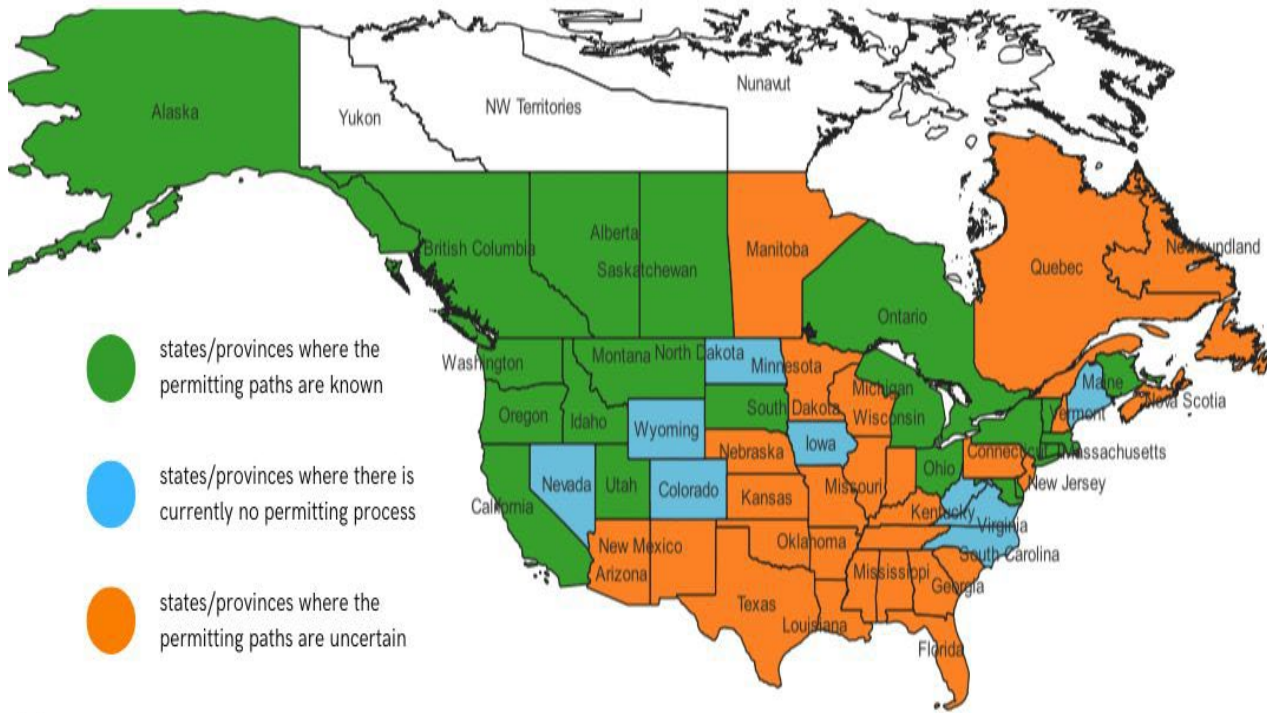 Nunavut
NW Territories
Alaska
Yukon
British Columbia
Alberta
Saskatchewan
Manitoba
Quebec
Newfoundland
Ontario
states/provinces where the
permitting paths are known
Washington
Montana
North Dakota
Minnesota
Michigan
Maine
Vermont
Nova Scotia
Oregon
Idaho
Wyoming
South Dakota
Wisconsin
Iowa
Nebraska
Connecticut
Massachusetts
states/provinces where there is
currently no permitting process
California
Nevada
Utah
Colorado
Kansas
Missouri
Ohio
New Jersey
Kentucky
Virginia
New Mexico
Oklahoma
South Carolina
Arizona
Mississippi
Georgia
states/provinces where the
permitting paths are uncertain
Texas
Louisiana
Florida